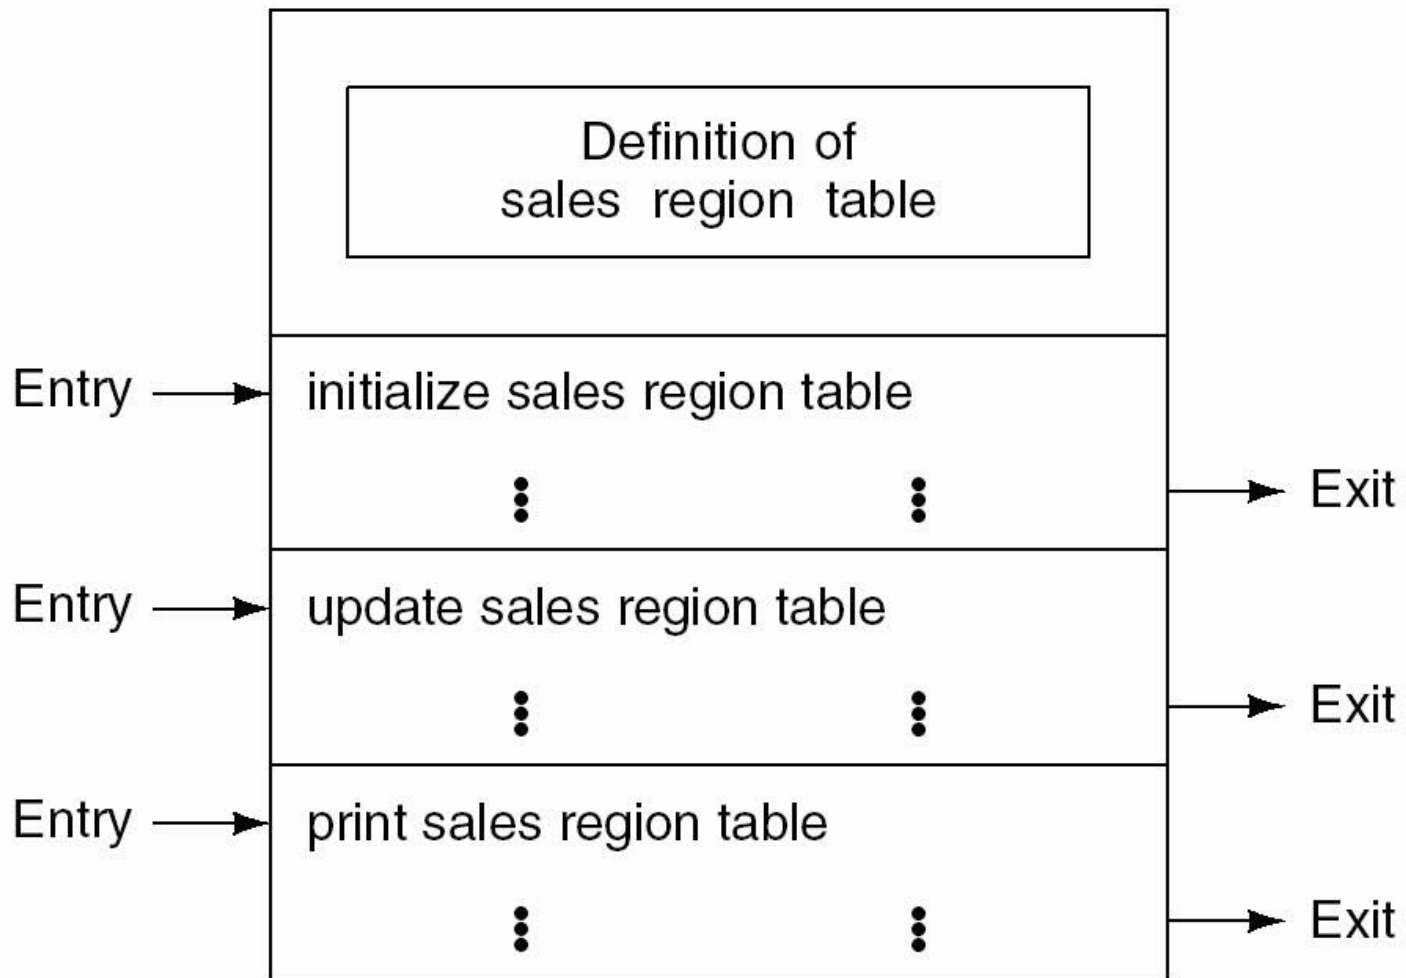 Definition of
sales region table
Entry
initialize sales region table
Exit
Entry
update sales region table
Exit
Entry
print sales region table
Exit